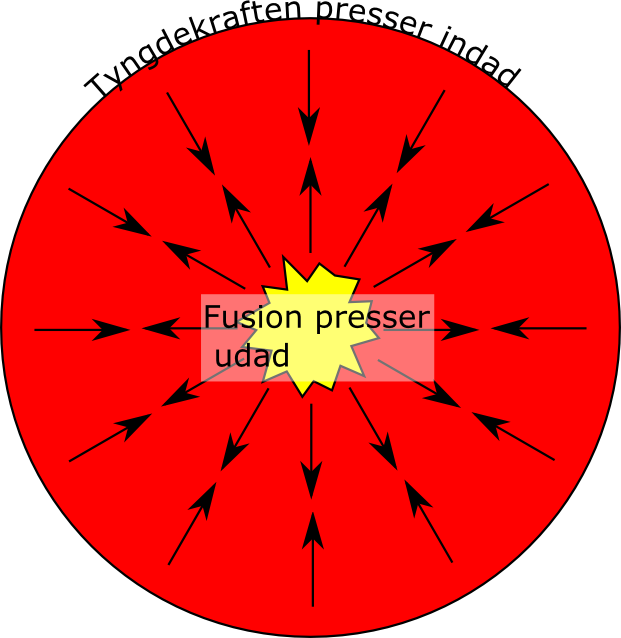 Tyngdekraften presser indad
Fusion presser
udad